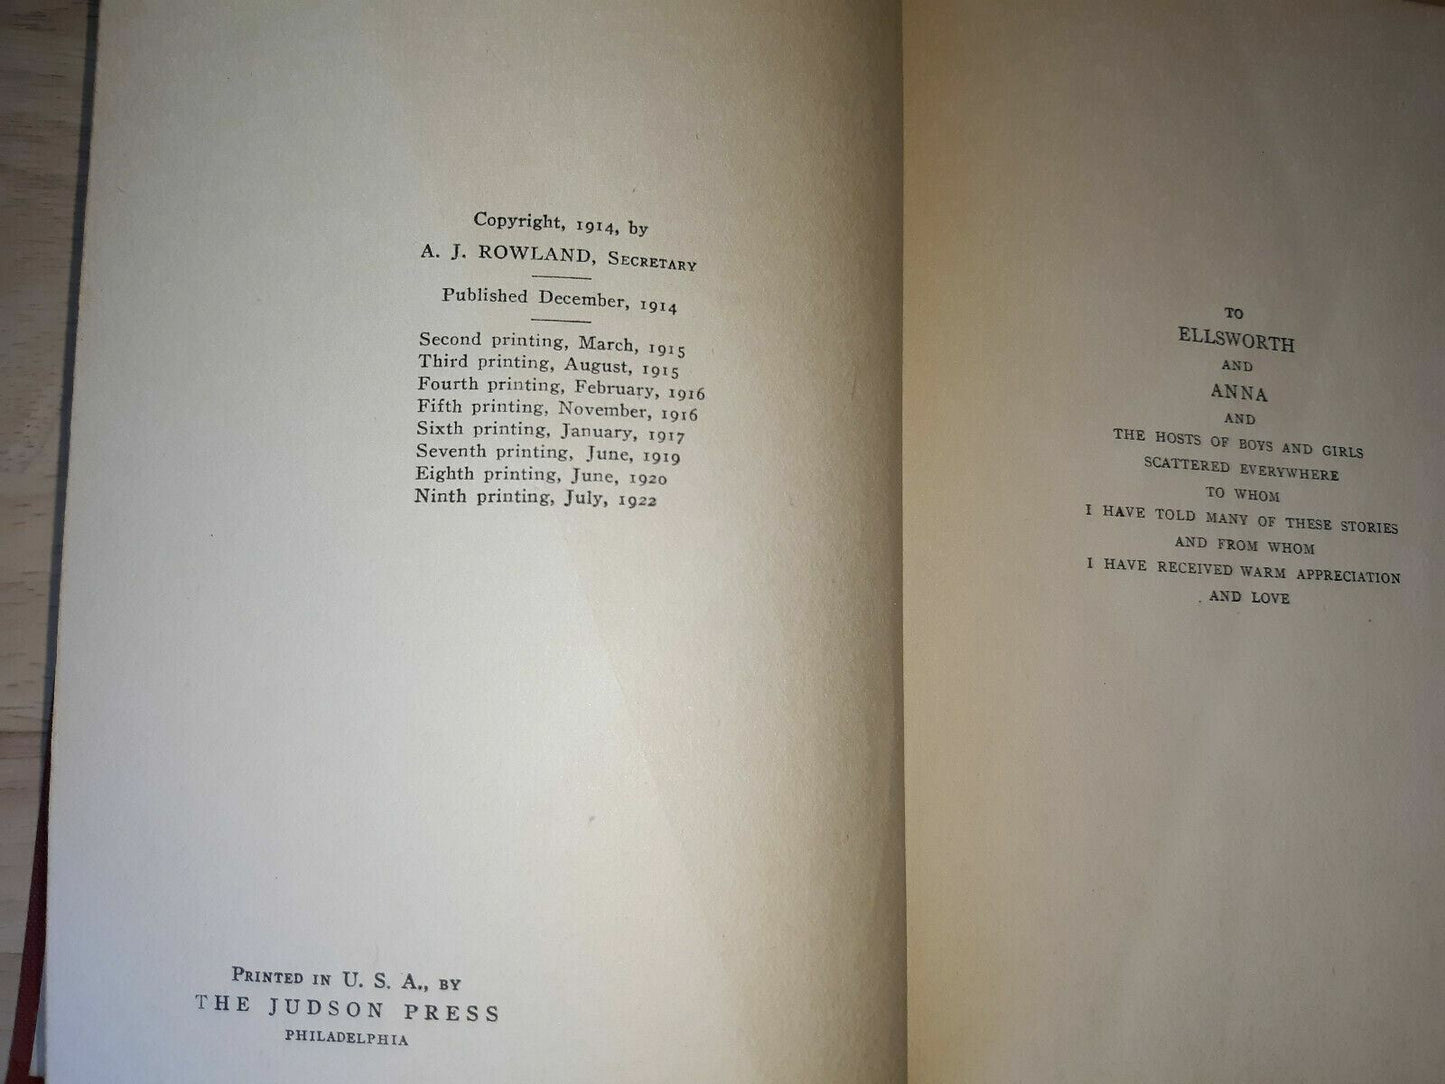 Copyright, 1914, by
A. J. ROWLAND, SECRETARY
Published December, 1914
Second printing, March, 1915
Third printing, August, 1915
Fourth printing, February, 1916
Fifth printing, November, 1916
Sixth printing, January, 1917
Seventh printing, June, 1919
Eighth printing, June, 1920
Ninth printing, July, 1922
PRINTED IN U. S. A., BY
THE JUDSON PRESS
PHILADELPHIA
TO
ELLSWORTH
AND
ANNA
AND
THE HOSTS OF BOYS AND GIRLS
SCATTERED EVERYWHERE
TO WHOM
I HAVE TOLD MANY OF THESE STORIES
AND FROM WHOM
I HAVE RECEIVED WARM APPRECIATION
AND LOVE